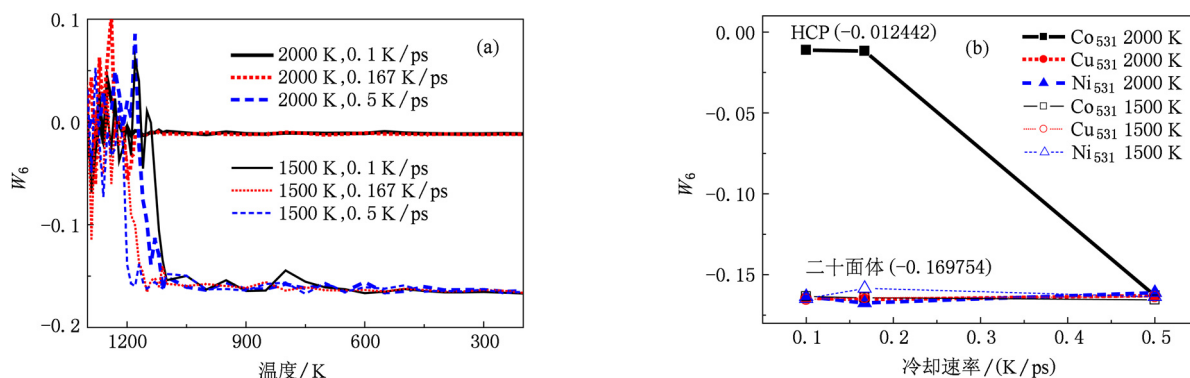 0.1
0.0
−0.1
−0.2
W6
1200
900
600
300
温度/K
(a)
2000 K,0.1 K/ps
2000 K,0.167 K/ps
2000 K,0.5 K/ps
1500 K,0.1 K/ps
1500 K,0.167 K/ps
1500 K,0.5 K/ps
0.00
−0.05
−0.10
−0.15
W6
0.1
0.2
0.3
0.4
0.5
冷却速率/(K/ps)
HCP (−0.012442)
(b)
二十面体 (−0.169754)
Co531 2000 K
Cu531 2000 K
Ni531 2000 K
Co531 1500 K
Cu531 1500 K
Ni531 1500 K